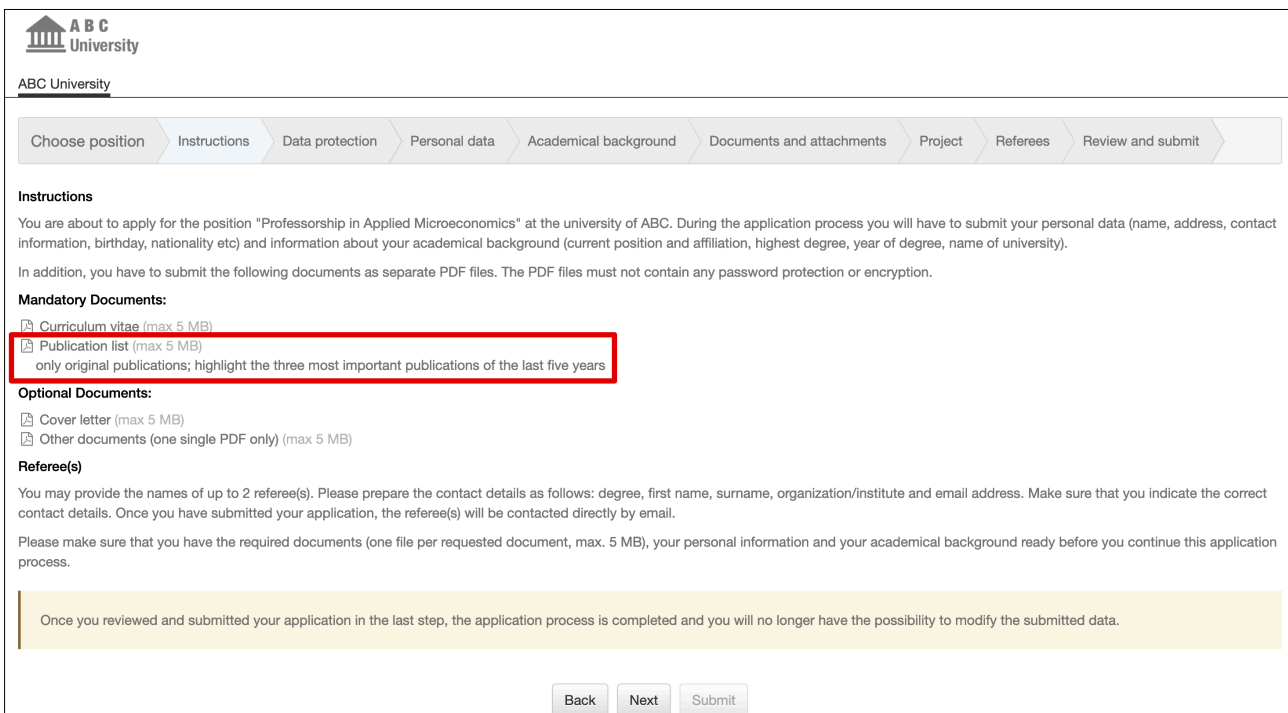 A B C
University
ABC University
Choose position
Instructions
Data protection
Personal data
Academical background
Documents and attachments
Project
Referees
Review and submit
Instructions
You are about to apply for the position "Professorship in Applied Microeconomics" at the university of ABC. During the application process you will have to submit your personal data (name, address, contact
information, birthday, nationality etc) and information about your academical background (current position and affiliation, highest degree, year of degree, name of university).
In addition, you have to submit the following documents as separate PDF files. The PDF files must not contain any password protection or encryption.
Mandatory Documents:
Curriculum vitae (max 5 MB)
Publication list (max 5 MB)
only original publications; highlight the three most important publications of the last five years
Optional Documents:
Cover letter (max 5 MB)
Other documents (one single PDF only) (max 5 MB)
Referee(s)
You may provide the names of up to 2 referee(s). Please prepare the contact details as follows: degree, first name, surname, organization/institute and email address. Make sure that you indicate the correct
contact details. Once you have submitted your application, the referee(s) will be contacted directly by email.
Please make sure that you have the required documents (one file per requested document, max. 5 MB), your personal information and your academical background ready before you continue this application
process.
Once you reviewed and submitted your application in the last step, the application process is completed and you will no longer have the possibility to modify the submitted data.
Back
Next
Submit